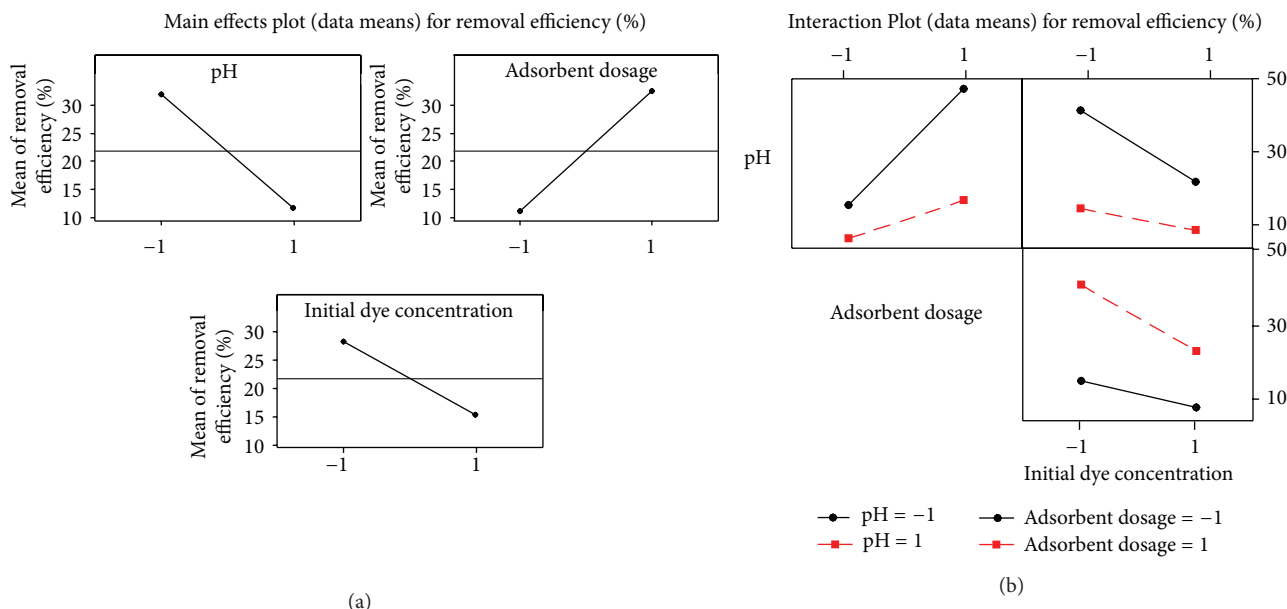 Main effects plot (data means) for removal efficiency (%)
pH
Mean of removal
efficiency (%)
30
25
20
15
10
−1
1
Adsorbent dosage
Mean of removal
efficiency (%)
30
25
20
15
10
−1
1
Initial dye concentration
Mean of removal
efficiency (%)
30
25
20
15
10
−1
1
(a)
Interaction Plot (data means) for removal efficiency (%)
−1
1
−1
1
pH
50
30
10
Adsorbent dosage
50
30
10
−1
1
Initial dye concentration
pH = −1
Adsorbent dosage = −1
pH = 1
Adsorbent dosage = 1
(b)